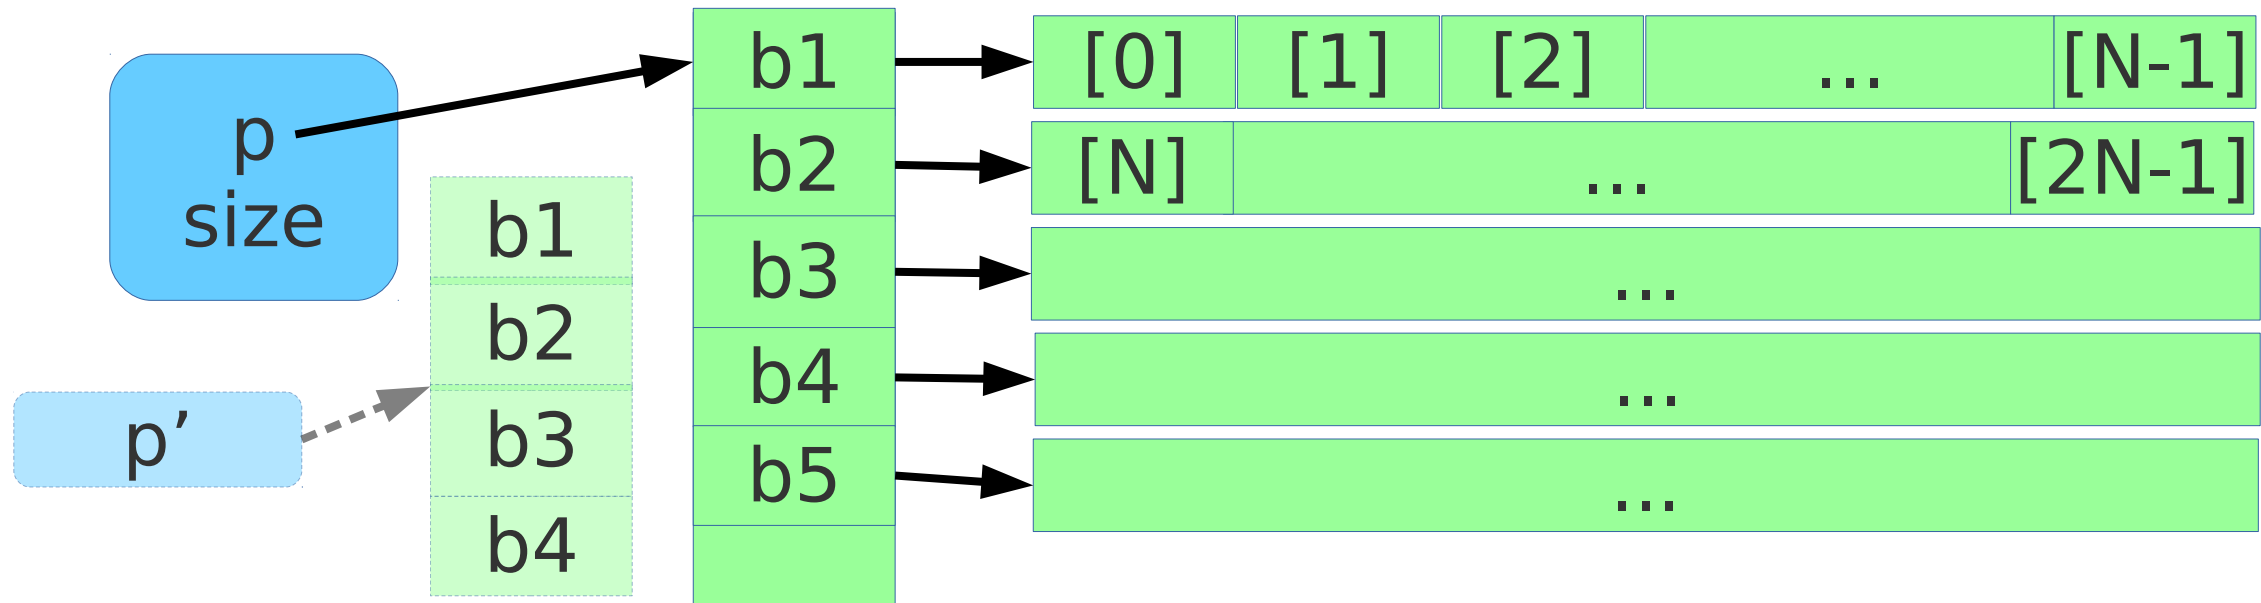 p
size
p’
b1
b2
b3
b4
b1
b2
b3
b4
b5
[0] [1] [2] ... [N-1]
[N] ... [2N-1]
...
...
...